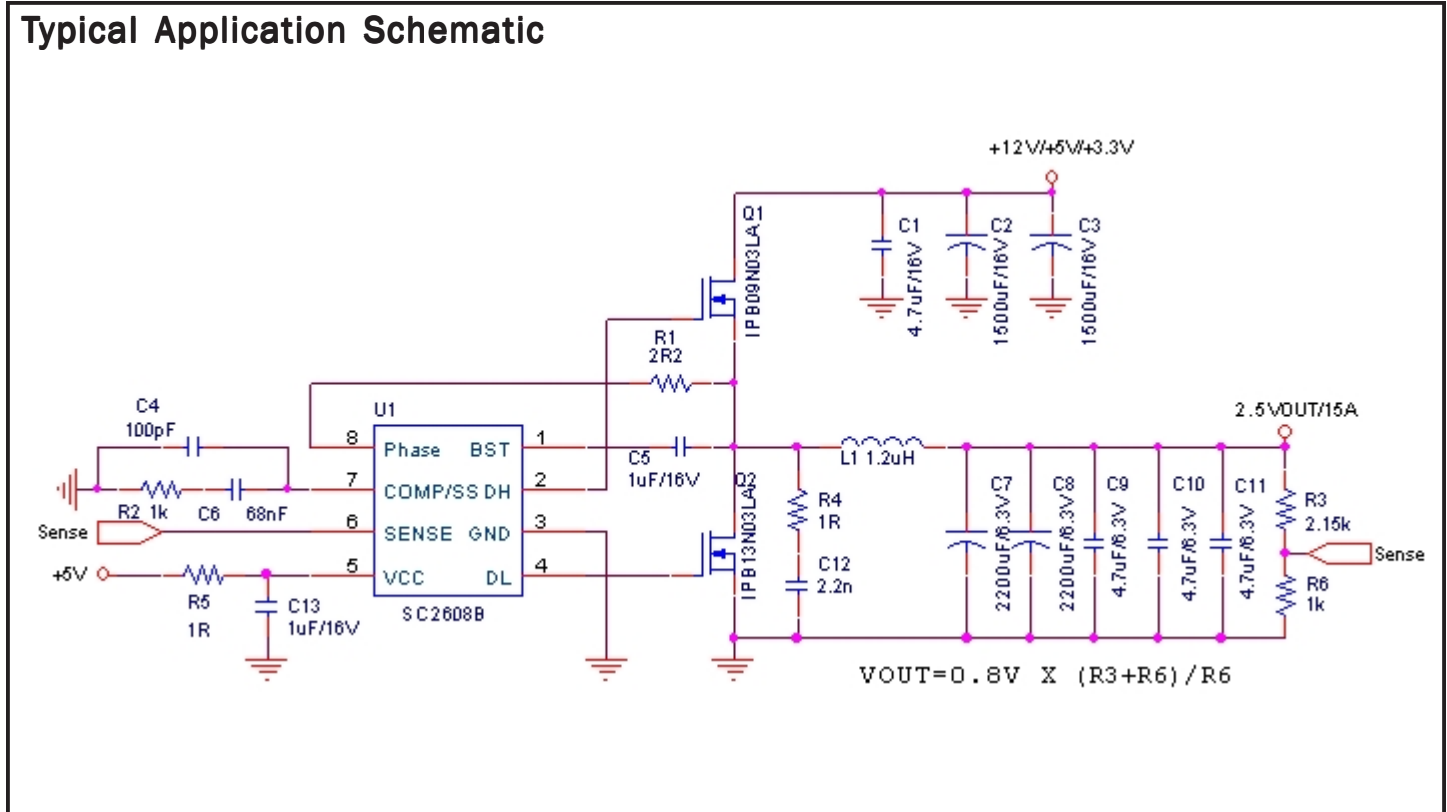 Typical Application Schematic
+12V/+5V/+3.3V
Q1
IPB09N03LA
C1
4.7uF/16V
C2
1500uF/16V
C3
1500uF/16V
R1
2R2
C4
100pF
U1
2.5VOUT/15A
8
Phase
BST
1
C5
1uF/16V
L1 1.2uH
7
COMP/SS
DH
2
R2 1k
C6
68nF
Q2
IPB13N03LA
R4
1R
C7
2200uF/6.3V
C8
2200uF/6.3V
C9
4.7uF/6.3V
C10
4.7uF/6.3V
C11
4.7uF/6.3V
R3
2.15k
Sense
6
SENSE
GND
3
Sense
+5V
5
VCC
DL
4
C12
2.2n
R6
1k
R5
1R
C13
1uF/16V
SC2608B
VOUT=0.8V X (R3+R6)/R6